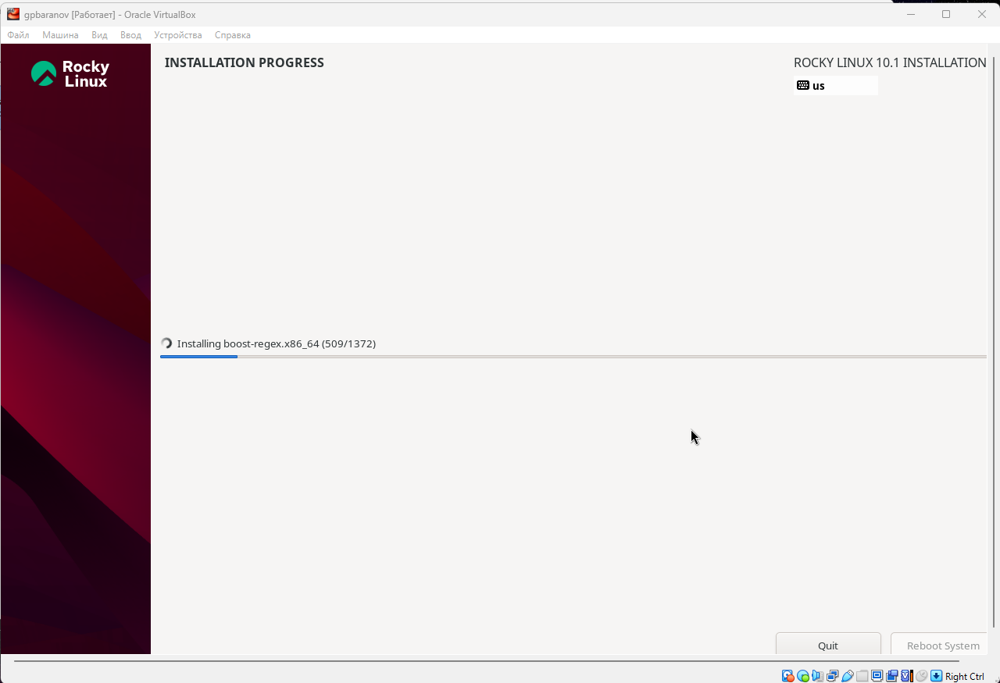 gpbaranov [Работает] - Oracle VirtualBox
Файл Машина Вид Ввод Устройства Справка
Rocky
Linux
INSTALLATION PROGRESS
ROCKY LINUX 10.1 INSTALLATION
us
Installing boost-regex.x86_64 (509/1372)
Quit
Reboot System
Right Ctrl